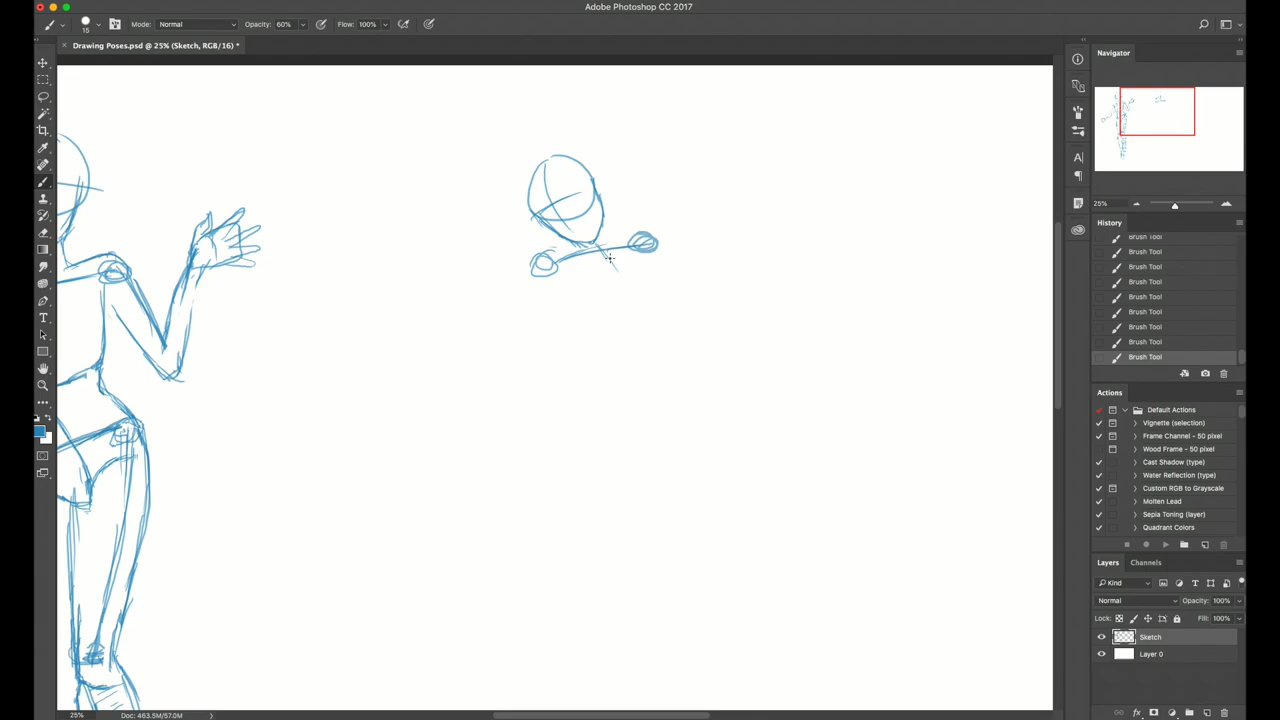 Adobe Photoshop CC 2017
15
Mode: Normal
Opacity: 60%
Flow: 100%
Drawing Poses.psd @ 25% (Sketch, RGB/16) *
Navigator
25%
History
Brush Tool
Brush Tool
Brush Tool
Brush Tool
Brush Tool
Brush Tool
Brush Tool
Brush Tool
Brush Tool
Actions
Default Actions
Vignette (selection)
Frame Channel - 50 pixel
Wood Frame - 50 pixel
Cast Shadow (type)
Water Reflection (type)
Custom RGB to Grayscale
Molten Lead
Sepia Toning (layer)
Quadrant Colors
Layers Channels
Kind
Normal Opacity: 100%
Lock: Fill: 100%
Sketch
Layer 0
25% Doc: 463.5M/57.0M